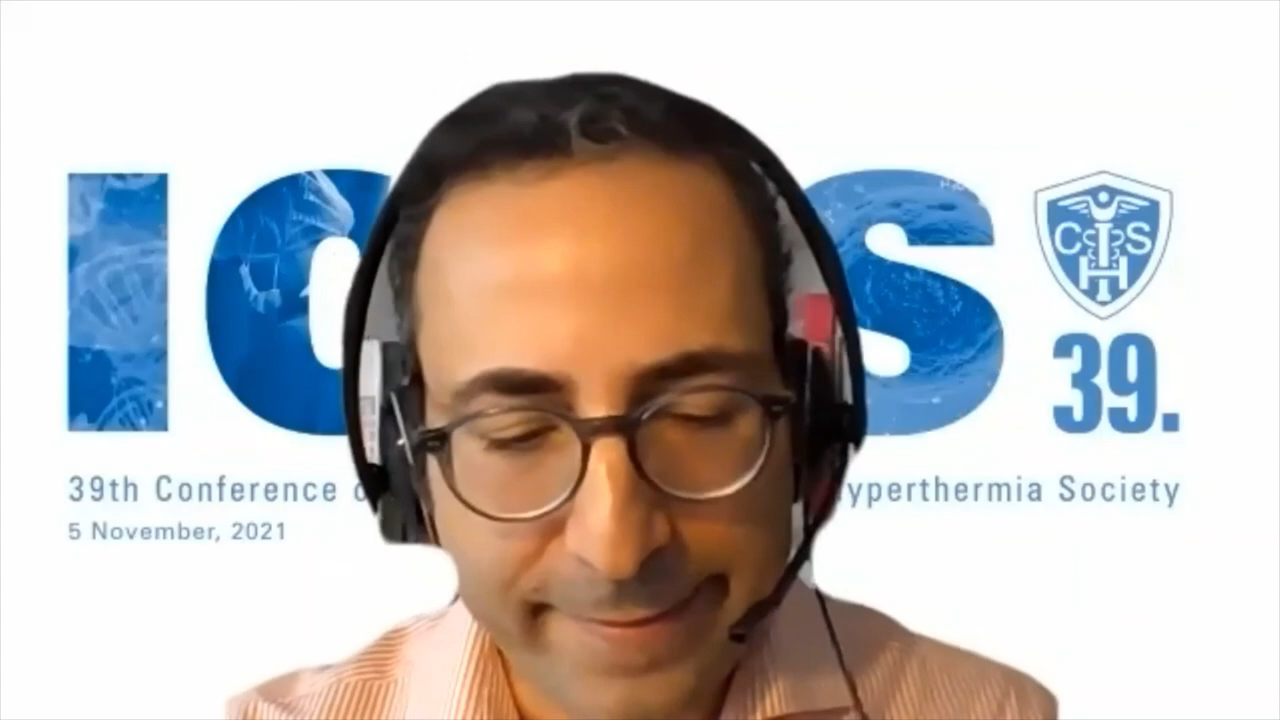 IC S
C I S
H
39.
39th Conference yperthermia Society
5 November, 2021